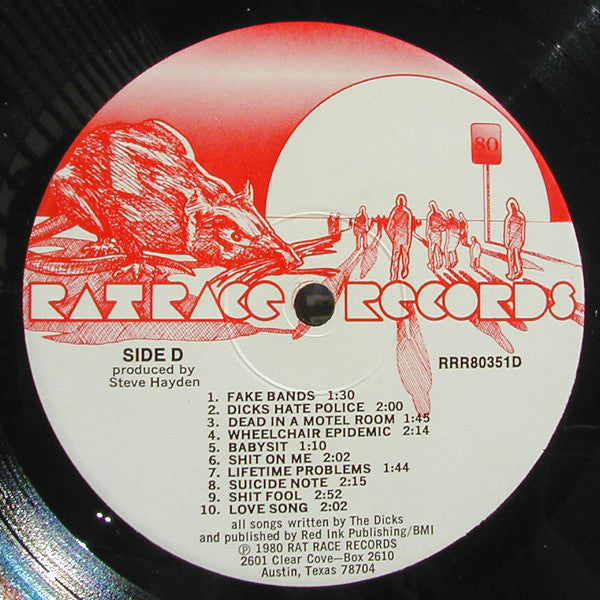 80
RAT RACE RECORDS
SIDE D
produced by
Steve Hayden
RRR80351D
1. FAKE BANDS 1:30
2. DICKS HATE POLICE 2:00
3. DEAD IN A MOTEL ROOM 1:45
4. WHEELCHAIR EPIDEMIC 2:14
5. BABYSIT 1:10
6. SHIT ON ME 2:02
7. LIFETIME PROBLEMS 1:44
8. SUICIDE NOTE 2:15
9. SHIT FOOL 2:52
10. LOVE SONG 2:02
all songs written by The Dicks
and published by Red Ink Publishing/BMI
℗ 1980 RAT RACE RECORDS
2601 Clear Cove—Box 2610
Austin, Texas 78704